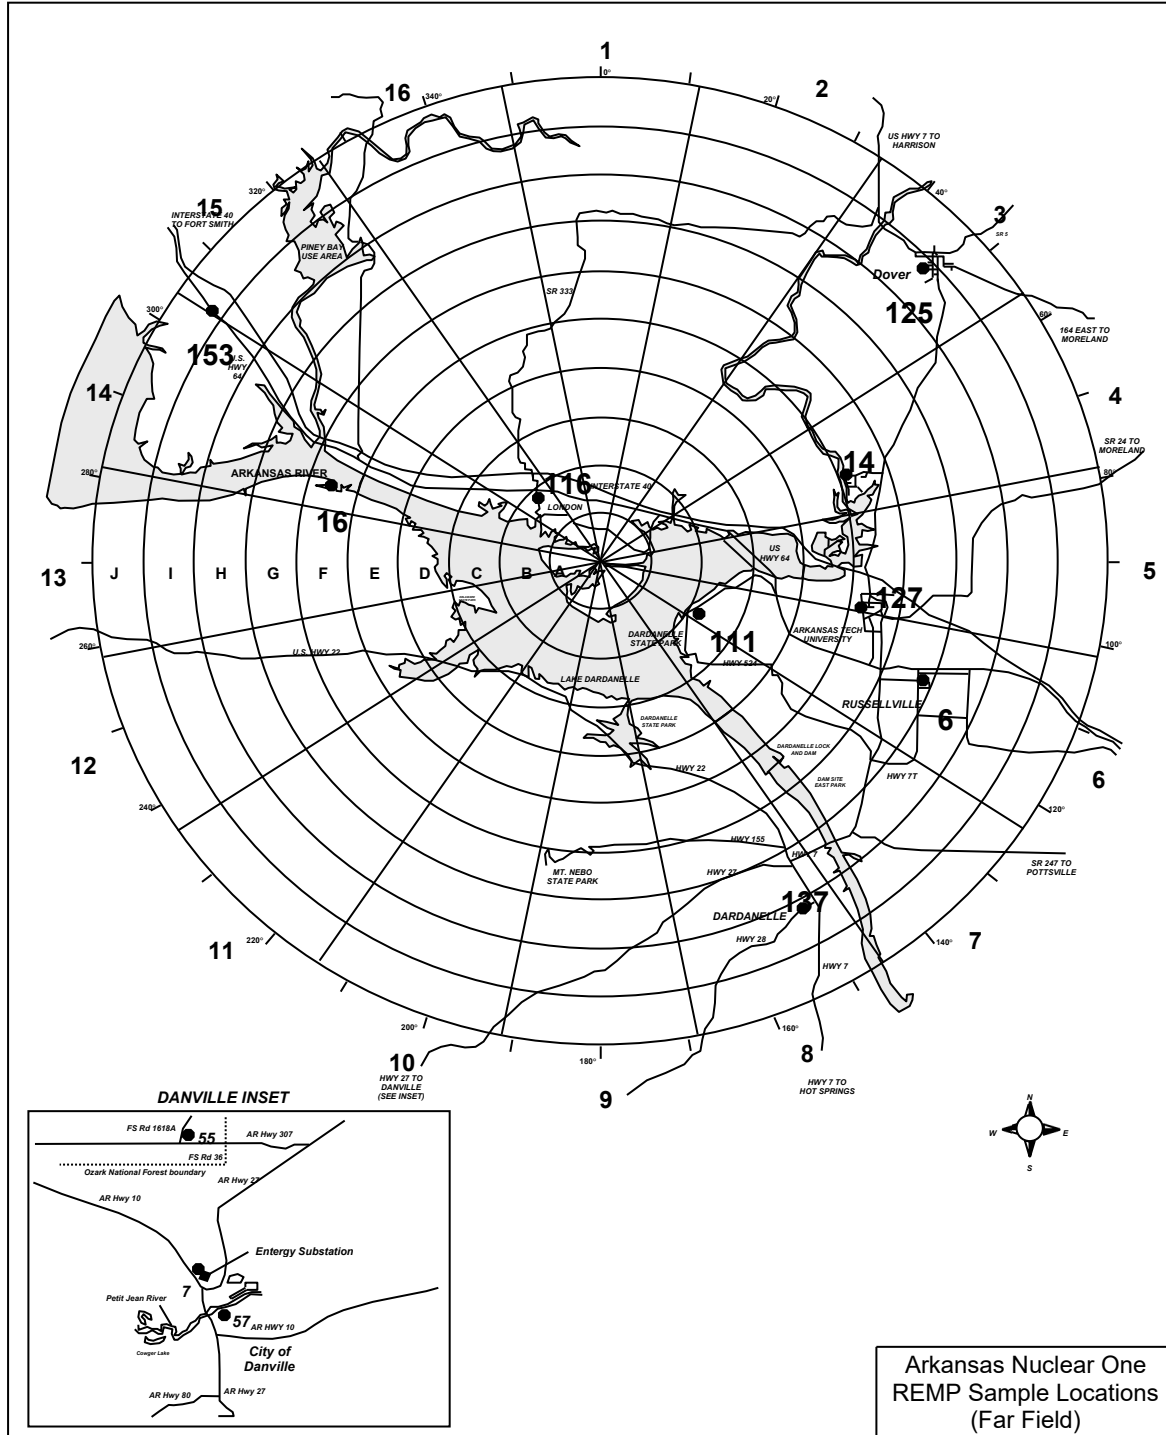 1
0°
16
340°
20°
2
US HWY 7 TO
HARRISON
320°
40°
15
INTERSTATE 40
TO FORT SMITH
3
SR 5
PINEY BAY
USE AREA
Dover
SR 333
300°
125
60°
164 EAST TO
MORELAND
153
U.S.
HWY
64
14
4
SR 24 TO
MORELAND
280°
ARKANSAS RIVER
14
80°
116
INTERSTATE 40
LONDON
16
US
HWY 64
13
J
I
H
G
F
E
D
C
B
A
5
127
111
DARDANELLE
STATE PARK
ARKANSAS TECH
UNIVERSITY
260°
U.S. HWY 22
100°
HWY 524
LAKE DARDANELLE
RUSSELLVILLE
6
DARDANELLE
STATE PARK
DARDANELLE LOCK
AND DAM
12
HWY 22
DAM SITE
EAST PARK
HWY 7T
6
240°
120°
HWY 155
HWY 7
MT. NEBO
STATE PARK
HWY 27
SR 247 TO
POTTSVILLE
137
DARDANELLE
11
220°
HWY 28
140°
7
HWY 7
200°
160°
10
180°
8
HWY 27 TO
DANVILLE
(SEE INSET)
9
HWY 7 TO
HOT SPRINGS
DANVILLE INSET
N
W
E
S
FS Rd 1618A
55
AR Hwy 307
FS Rd 36
Ozark National Forest boundary
AR Hwy 27
AR Hwy 10
Entergy Substation
7
Petit Jean River
57
AR HWY 10
City of
Danville
Cowger Lake
AR Hwy 80
AR Hwy 27
Arkansas Nuclear One
REMP Sample Locations
(Far Field)